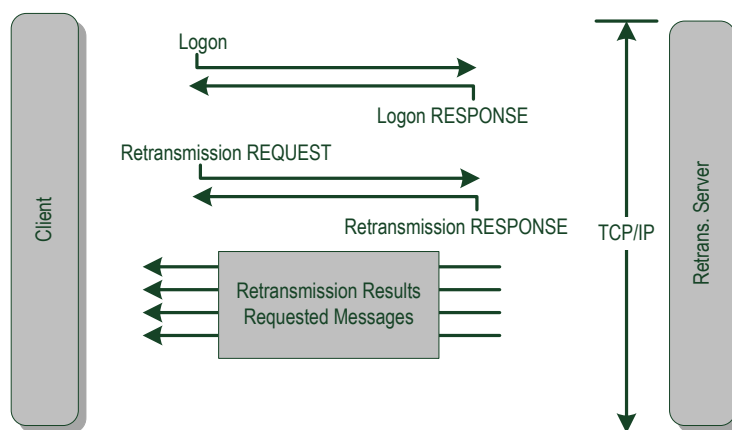 Logon
Logon RESPONSE
Retransmission REQUEST
Retransmission RESPONSE
Client
TCP/IP
Retrans. Server
Retransmission Results
Requested Messages